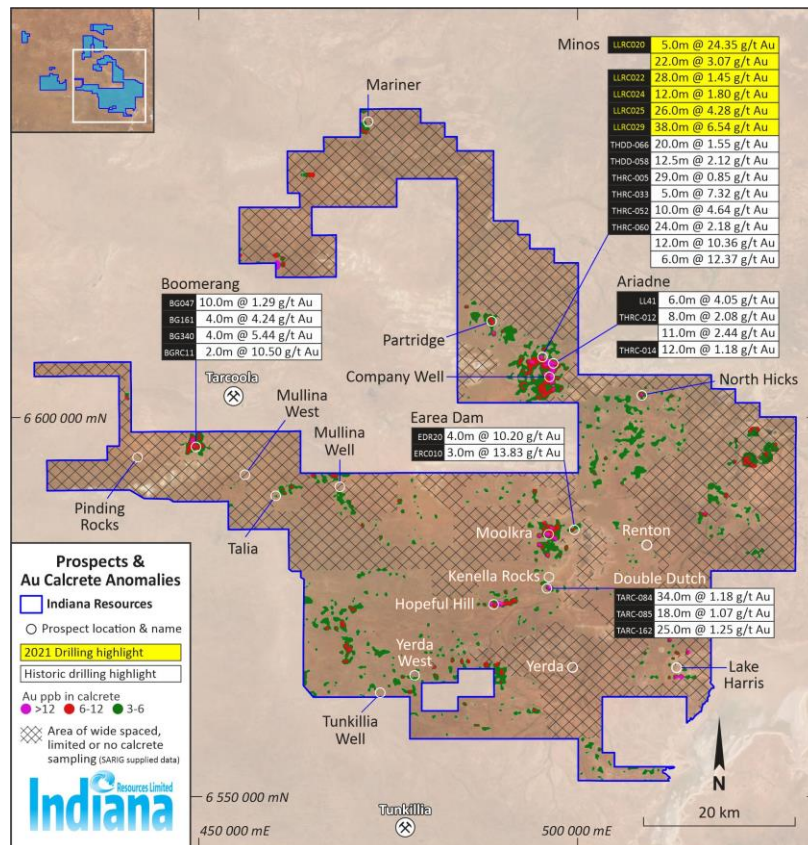 Minos
LLRC020 5.0m @ 24.35 g/t Au
22.0m @ 3.07 g/t Au
LLRC022 28.0m @ 1.45 g/t Au
LLRC024 12.0m @ 1.80 g/t Au
LLRC025 26.0m @ 4.28 g/t Au
LLRC029 38.0m @ 6.54 g/t Au
THDD-066 20.0m @ 1.55 g/t Au
THDD-058 12.5m @ 2.12 g/t Au
THRC-005 29.0m @ 0.85 g/t Au
THRC-033 5.0m @ 7.32 g/t Au
THRC-052 10.0m @ 4.64 g/t Au
THRC-060 24.0m @ 2.18 g/t Au
12.0m @ 10.36 g/t Au
6.0m @ 12.37 g/t Au
Mariner
Ariadne
LL41 6.0m @ 4.05 g/t Au
THRC-012 8.0m @ 2.08 g/t Au
11.0m @ 2.44 g/t Au
THRC-014 12.0m @ 1.18 g/t Au
Boomerang
BG047 10.0m @ 1.29 g/t Au
BG161 4.0m @ 4.24 g/t Au
BG340 4.0m @ 5.44 g/t Au
BGRC11 2.0m @ 10.50 g/t Au
Partridge
Company Well
North Hicks
Tarcoola
6 600 000 mN
Mullina
West
Mullina
Well
Earea Dam
EDR20 4.0m @ 10.20 g/t Au
ERC010 3.0m @ 13.83 g/t Au
Pinding
Rocks
Talia
Moolkra
Renton
Kenella Rocks
Double Dutch
TARC-084 34.0m @ 1.18 g/t Au
TARC-085 18.0m @ 1.07 g/t Au
TARC-162 25.0m @ 1.25 g/t Au
Hopeful Hill
Yerda
West
Yerda
Lake
Harris
Tunkillia
Well
Prospects &
Au Calcrete Anomalies
Indiana Resources
Prospect location & name
2021 Drilling highlight
Historic drilling highlight
Au ppb in calcrete
>12 6-12 3-6
Area of wide spaced,
limited or no calcrete
sampling (SARIG supplied data)
Indiana
Resources Limited
6 550 000 mN
450 000 mE
Tunkillia
500 000 mE
N
20 km